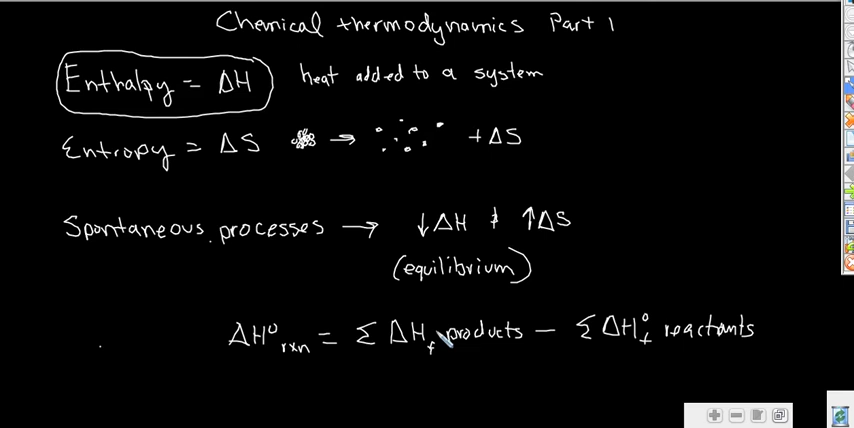 Chemical thermodynamics Part 1
Enthalpy = ΔH heat added to a system
Entropy = ΔS → + ΔS
Spontaneous processes → ↓ΔH & ↑ΔS
(equilibrium)
ΔH°rxn = Σ ΔHf products − Σ ΔH°f reactants